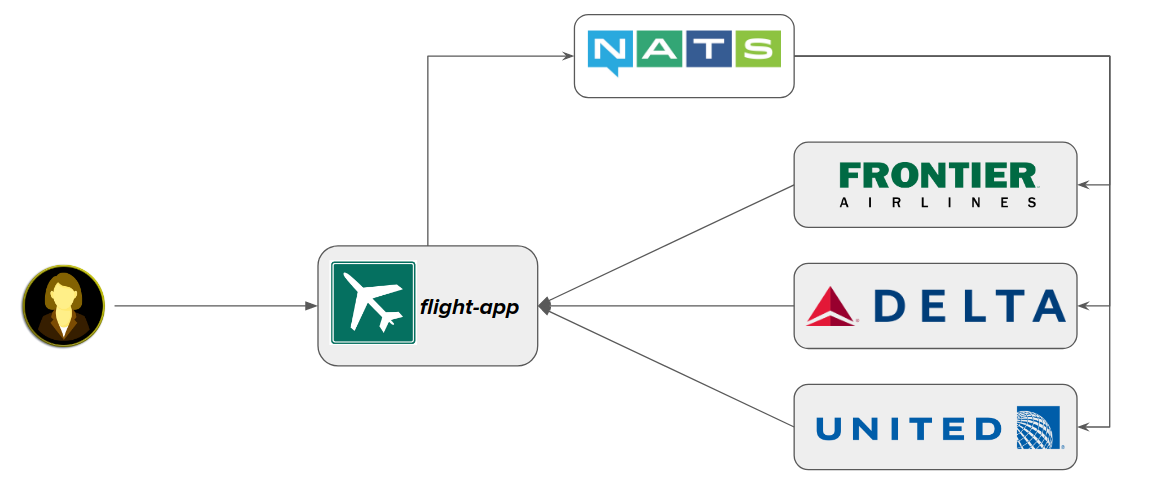 NATS
FRONTIER
AIRLINES
flight-app
DELTA
UNITED